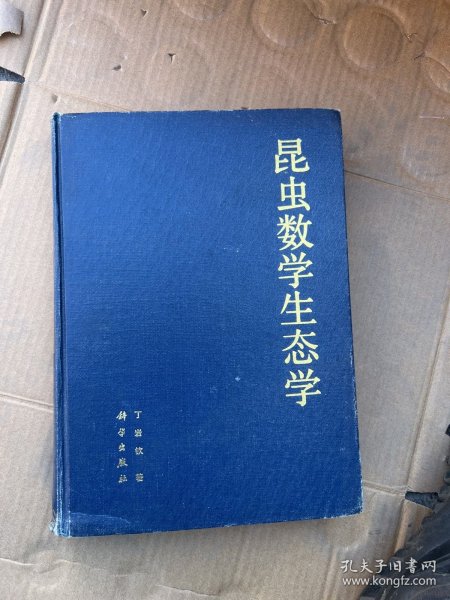 昆虫数学生态学
丁岩钦 著
科学出版社
孔夫子旧书网
www.kongfz.com